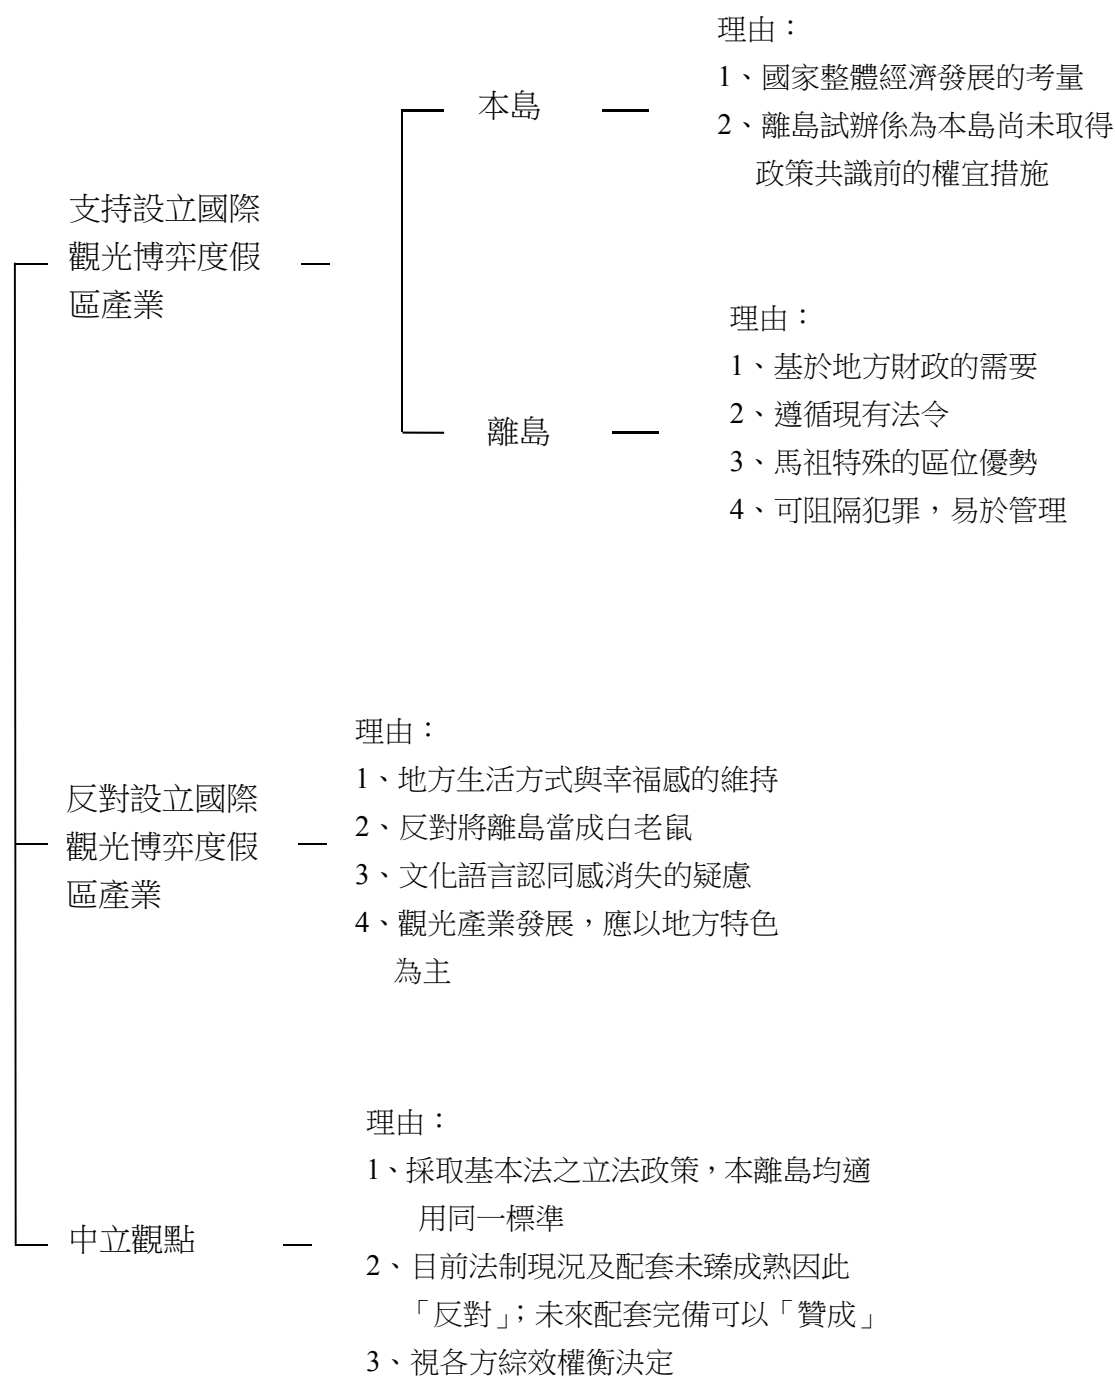 支持設立國際
觀光博弈度假
區產業
本島
理由：
1、國家整體經濟發展的考量
2、離島試辦係為本島尚未取得
政策共識前的權宜措施
離島
理由：
1、基於地方財政的需要
2、遵循現有法令
3、馬祖特殊的區位優勢
4、可阻隔犯罪，易於管理
反對設立國際
觀光博弈度假
區產業
理由：
1、地方生活方式與幸福感的維持
2、反對將離島當成白老鼠
3、文化語言認同感消失的疑慮
4、觀光產業發展，應以地方特色
為主
中立觀點
理由：
1、採取基本法之立法政策，本離島均適
用同一標準
2、目前法制現況及配套未臻成熟因此
「反對」；未來配套完備可以「贊成」
3、視各方綜效權衡決定